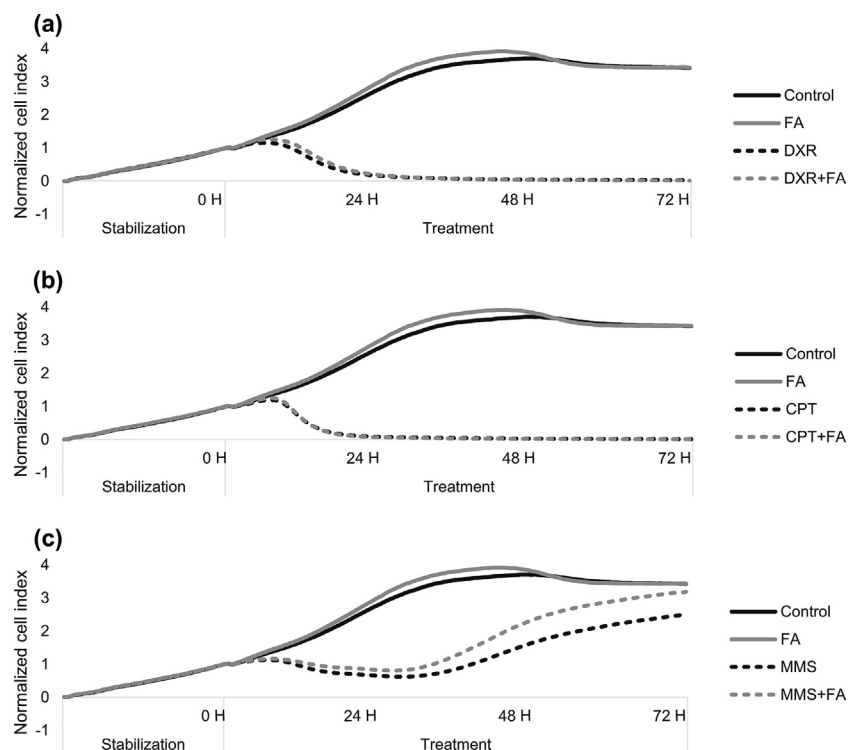 (a)
Normalized cell index
4
3
2
1
0
-1
0 H
24 H
48 H
72 H
Stabilization
Treatment
Control
FA
DXR
DXR+FA
(b)
Normalized cell index
4
3
2
1
0
-1
0 H
24 H
48 H
72 H
Stabilization
Treatment
Control
FA
CPT
CPT+FA
(c)
Normalized cell index
4
3
2
1
0
-1
0 H
24 H
48 H
72 H
Stabilization
Treatment
Control
FA
MMS
MMS+FA